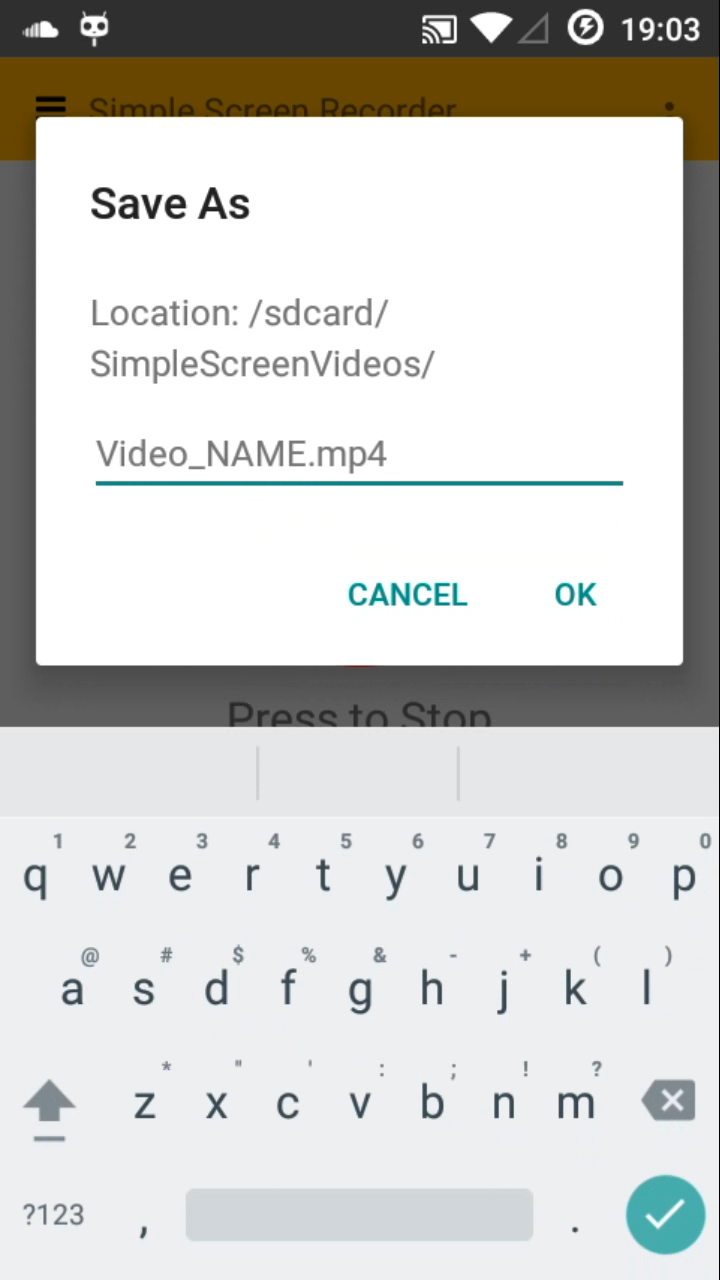 19:03
Simple Screen Recorder
Save As
Location: /sdcard/
SimpleScreenVideos/
Video_NAME.mp4
CANCEL OK
Press to Stop
1 2 3 4 5 6 7 8 9 0
q w e r t y u i o p
@ # $ % & - + ( )
a s d f g h j k l
* " ' : ; ! ?
z x c v b n m
?123 , .